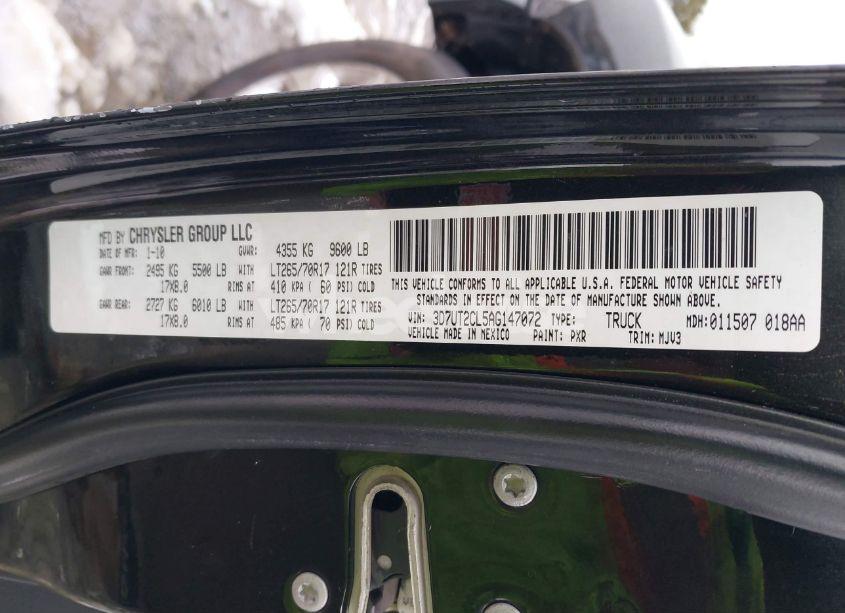 MFD BY CHRYSLER GROUP LLC
DATE OF MFR: 1-10 GVWR: 4355 KG 9600 LB
GAWR FRONT: 2495 KG 5500 LB WITH LT265/70R17 121R TIRES
17X8.0 RIMS AT 410 KPA ( 60 PSI) COLD
GAWR REAR: 2727 KG 6010 LB WITH LT265/70R17 121R TIRES
17X8.0 RIMS AT 485 KPA ( 70 PSI) COLD
THIS VEHICLE CONFORMS TO ALL APPLICABLE U.S.A. FEDERAL MOTOR VEHICLE SAFETY
STANDARDS IN EFFECT ON THE DATE OF MANUFACTURE SHOWN ABOVE.
VIN: 3D7UT2CL5AG147072 TYPE: TRUCK MDH:011507 018AA
VEHICLE MADE IN MEXICO PAINT: PXR TRIM: MJV3